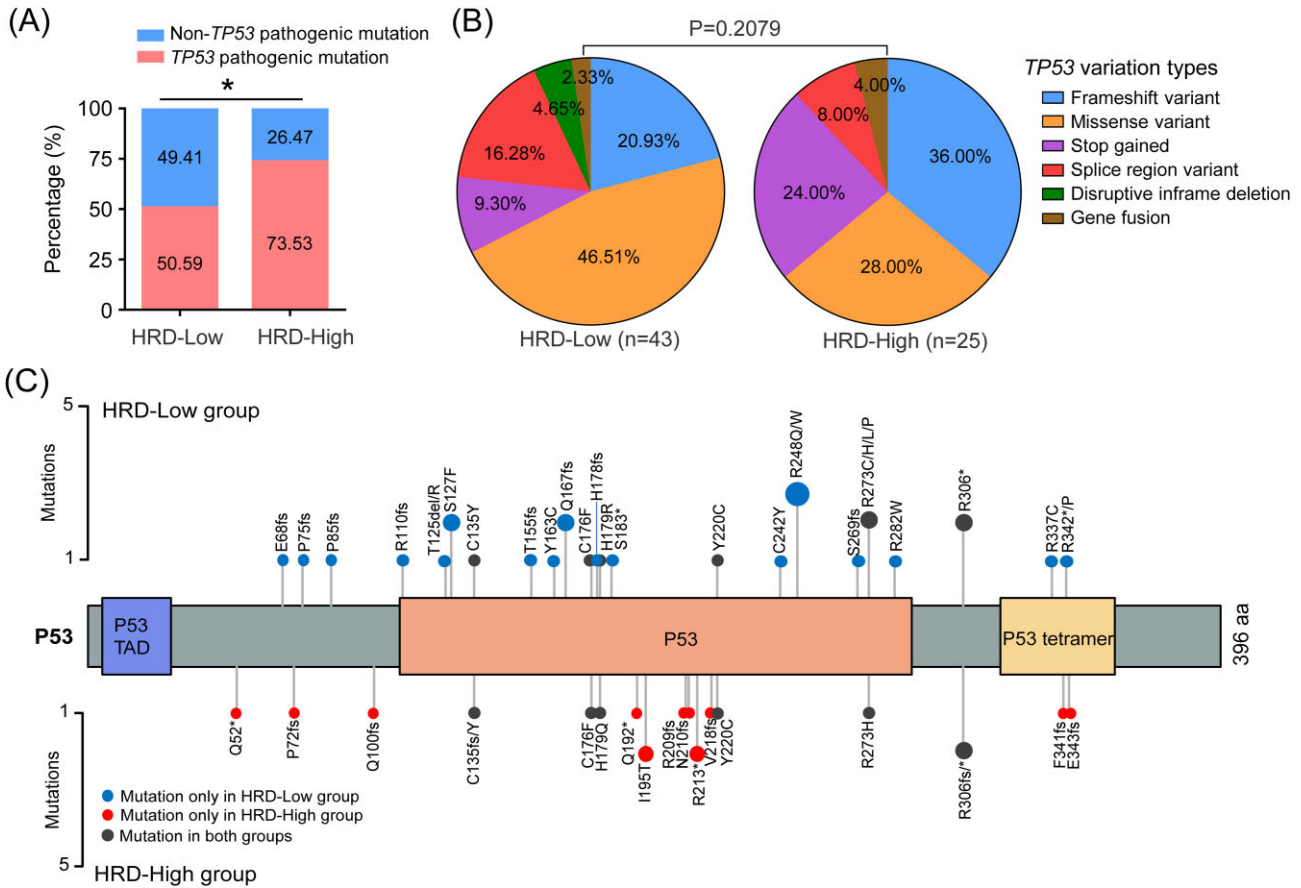 (A)
Non-TP53 pathogenic mutation
TP53 pathogenic mutation
*
Percentage (%)
100
75
50
25
0
49.41
50.59
26.47
73.53
HRD-Low
HRD-High
(B)
P=0.2079
2.33%
4.65%
16.28%
9.30%
20.93%
46.51%
HRD-Low (n=43)
4.00%
8.00%
24.00%
36.00%
28.00%
HRD-High (n=25)
TP53 variation types
Frameshift variant
Missense variant
Stop gained
Splice region variant
Disruptive inframe deletion
Gene fusion
(C)
HRD-Low group
5
Mutations
1
E68fs
P75fs
P85fs
R110fs
T125del/R
S127F
C135Y
T155fs
Y163C
Q167fs
C176F
H178fs
H179R
S183*
Y220C
C242Y
R248Q/W
S269fs
R273C/H/L/P
R282W
R306*
R337C
R342*/P
P53
P53
TAD
P53
P53 tetramer
396 aa
1
Mutations
5
Q52*
P72fs
Q100fs
C135fs/Y
C176F
H179Q
Q192*
I195T
R209fs
N210fs
R213*
V218fs
Y220C
R273H
R306fs/*
F341fs
E343fs
Mutation only in HRD-Low group
Mutation only in HRD-High group
Mutation in both groups
HRD-High group